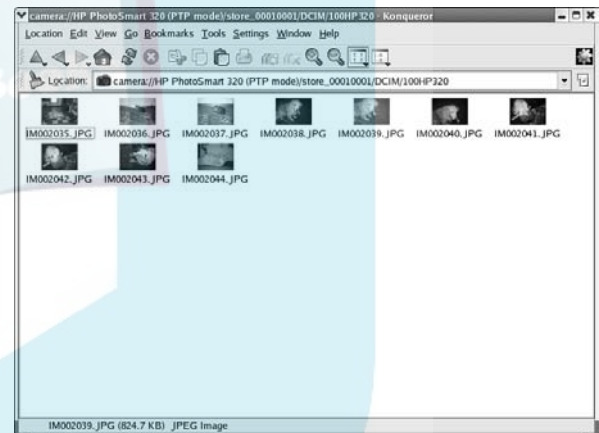 camera://HP PhotoSmart 320 (PTP mode)/store_00010001/DCIM/100HP320 - Konqueror
Location Edit View Go Bookmarks Tools Settings Window Help
Location: camera://HP PhotoSmart 320 (PTP mode)/store_00010001/DCIM/100HP320
IM002035.JPG IM002036.JPG IM002037.JPG IM002038.JPG IM002039.JPG IM002040.JPG IM002041.JPG
IM002042.JPG IM002043.JPG IM002044.JPG
IM002039.JPG (824.7 KB) JPEG Image